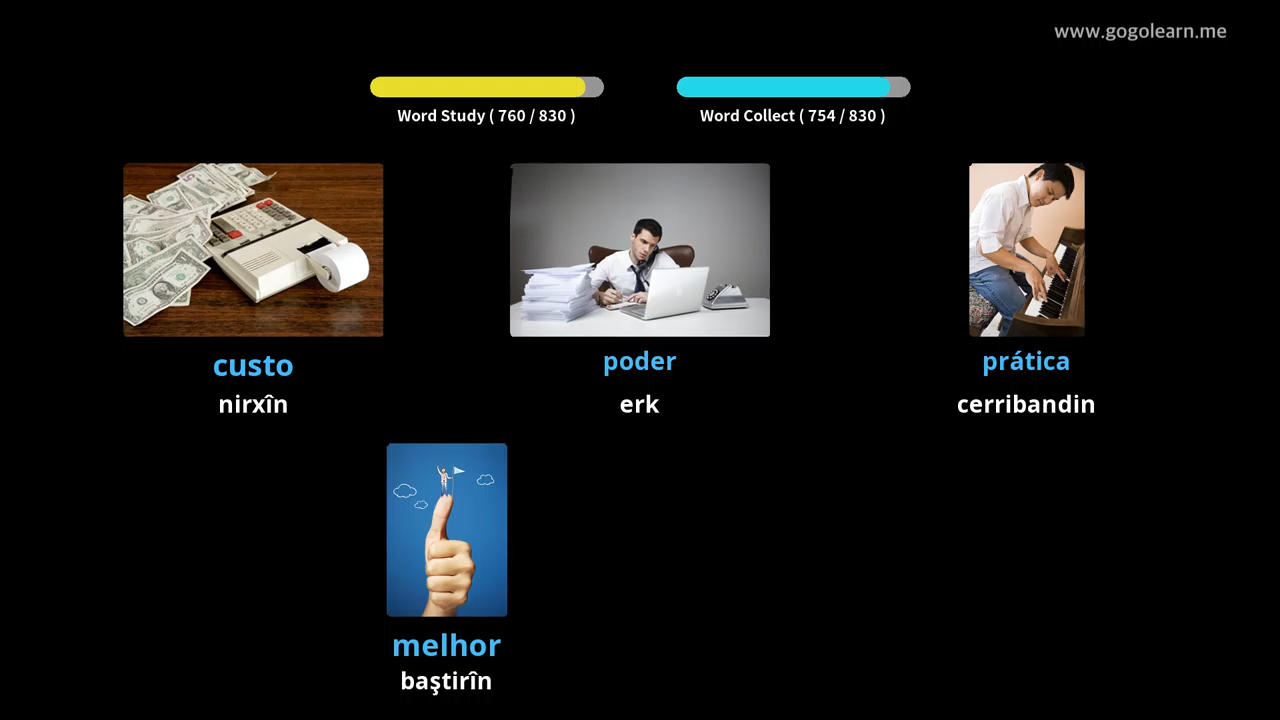 www.gogolearn.me
Word Study ( 760 / 830 )
Word Collect ( 754 / 830 )
custo
nirxîn
poder
erk
prática
cerribandin
melhor
baştirîn